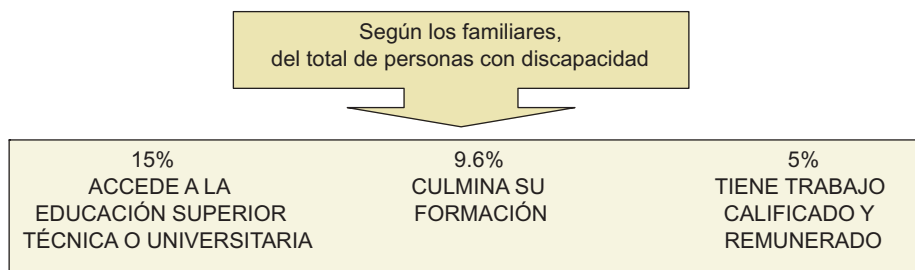 Según los familiares,
del total de personas con discapacidad
15%
ACCEDE A LA
EDUCACIÓN SUPERIOR
TÉCNICA O UNIVERSITARIA
9.6%
CULMINA SU
FORMACIÓN
5%
TIENE TRABAJO
CALIFICADO Y
REMUNERADO